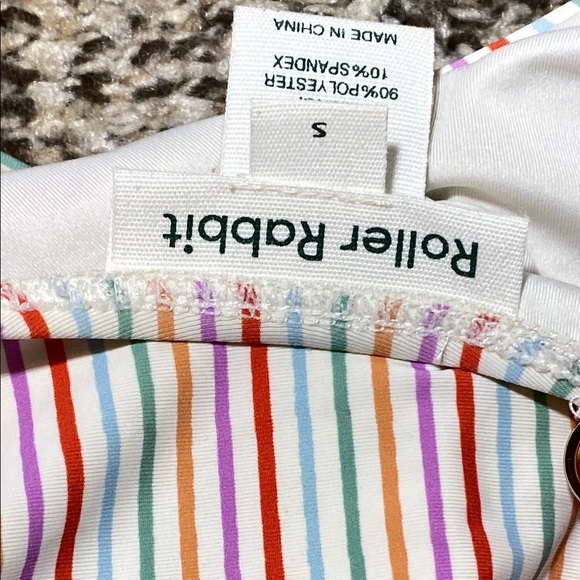 Roller Rabbit
S
90% POLYESTER
10% SPANDEX
MADE IN CHINA